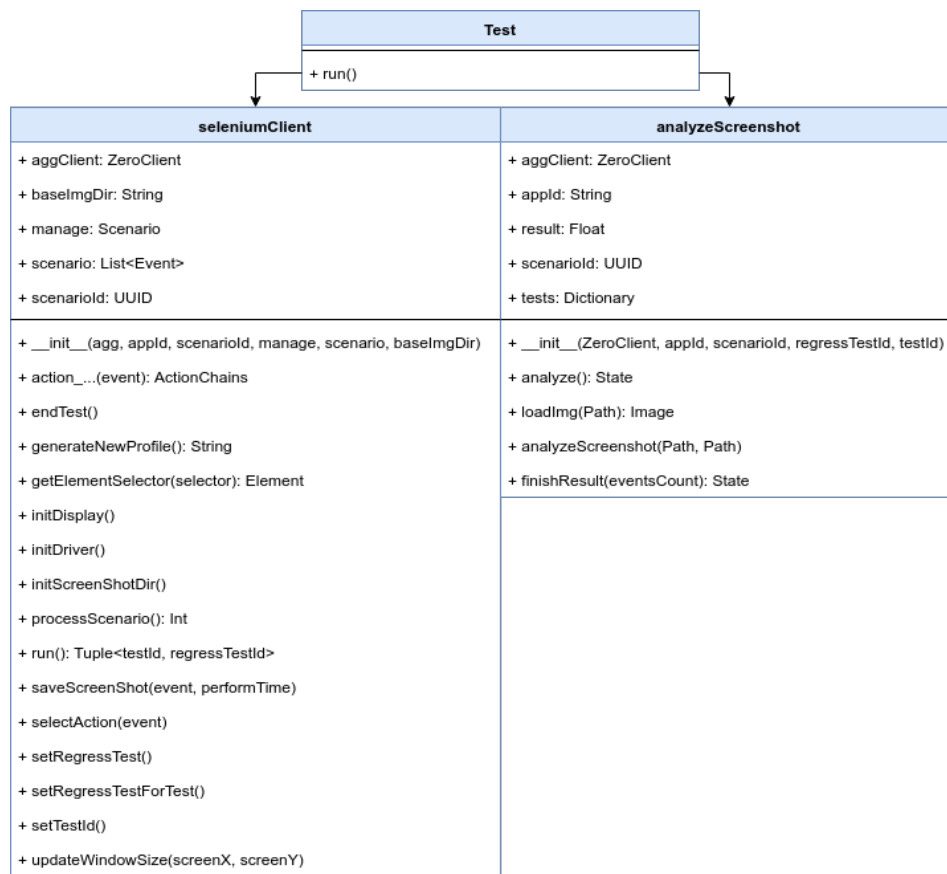 Test
+ run()
seleniumClient
+ aggClient: ZeroClient
+ baseImgDir: String
+ manage: Scenario
+ scenario: List<Event>
+ scenarioId: UUID
+ __init__(agg, appId, scenarioId, manage, scenario, baseImgDir)
+ action_...(event): ActionChains
+ endTest()
+ generateNewProfile(): String
+ getElementSelector(selector): Element
+ initDisplay()
+ initDriver()
+ initScreenShotDir()
+ processScenario(): Int
+ run(): Tuple<testId, regressTestId>
+ saveScreenShot(event, performTime)
+ selectAction(event)
+ setRegressTest()
+ setRegressTestForTest()
+ setTestId()
+ updateWindowSize(screenX, screenY)
analyzeScreenshot
+ aggClient: ZeroClient
+ appId: String
+ result: Float
+ scenarioId: UUID
+ tests: Dictionary
+ __init__(ZeroClient, appId, scenarioId, regressTestId, testId)
+ analyze(): State
+ loadImg(Path): Image
+ analyzeScreenshot(Path, Path)
+ finishResult(eventsCount): State